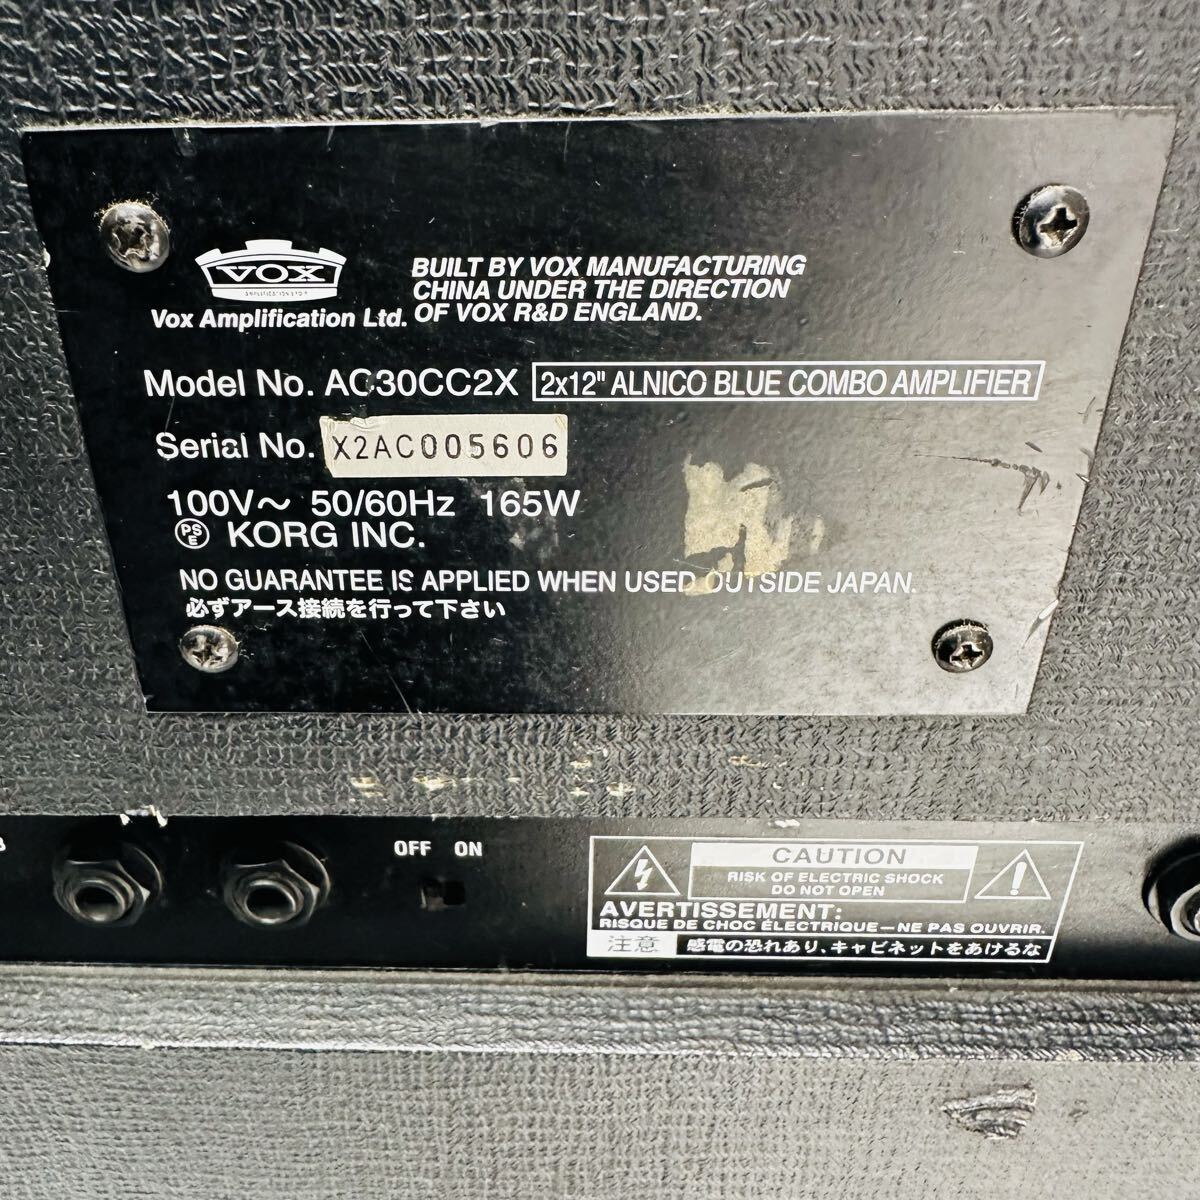 VOX
AMPLIFICATION LTD.
Vox Amplification Ltd.
BUILT BY VOX MANUFACTURING
CHINA UNDER THE DIRECTION
OF VOX R&D ENGLAND.
Model No. AC30CC2X 2x12" ALNICO BLUE COMBO AMPLIFIER
Serial No. X2AC005606
100V～ 50/60Hz 165W
PSE KORG INC.
NO GUARANTEE IS APPLIED WHEN USED OUTSIDE JAPAN.
必ずアース接続を行って下さい
OFF ON
CAUTION
RISK OF ELECTRIC SHOCK
DO NOT OPEN
AVERTISSEMENT:
RISQUE DE CHOC ÉLECTRIQUE—NE PAS OUVRIR.
注意 感電の恐れあり、キャビネットをあけるな